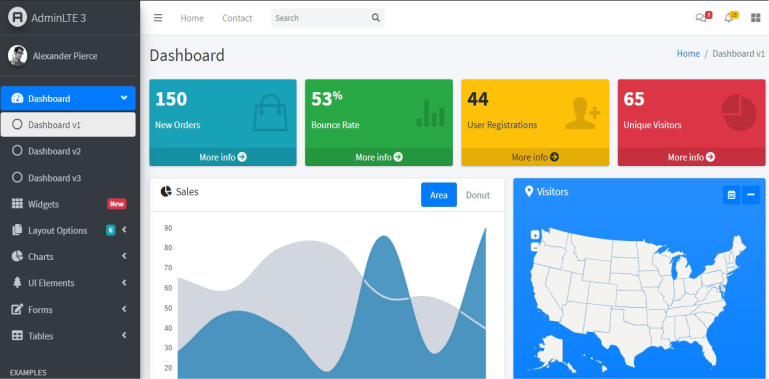 AdminLTE 3
Alexander Pierce
Dashboard
Dashboard v1
Dashboard v2
Dashboard v3
Widgets New
Layout Options 6
Charts
UI Elements
Forms
Tables
EXAMPLES
Home Contact Search
8 15
Dashboard
Home / Dashboard v1
150
New Orders
More info
53%
Bounce Rate
More info
44
User Registrations
More info
65
Unique Visitors
More info
Sales
Area Donut
90
80
70
60
50
40
30
20
Visitors
+
−